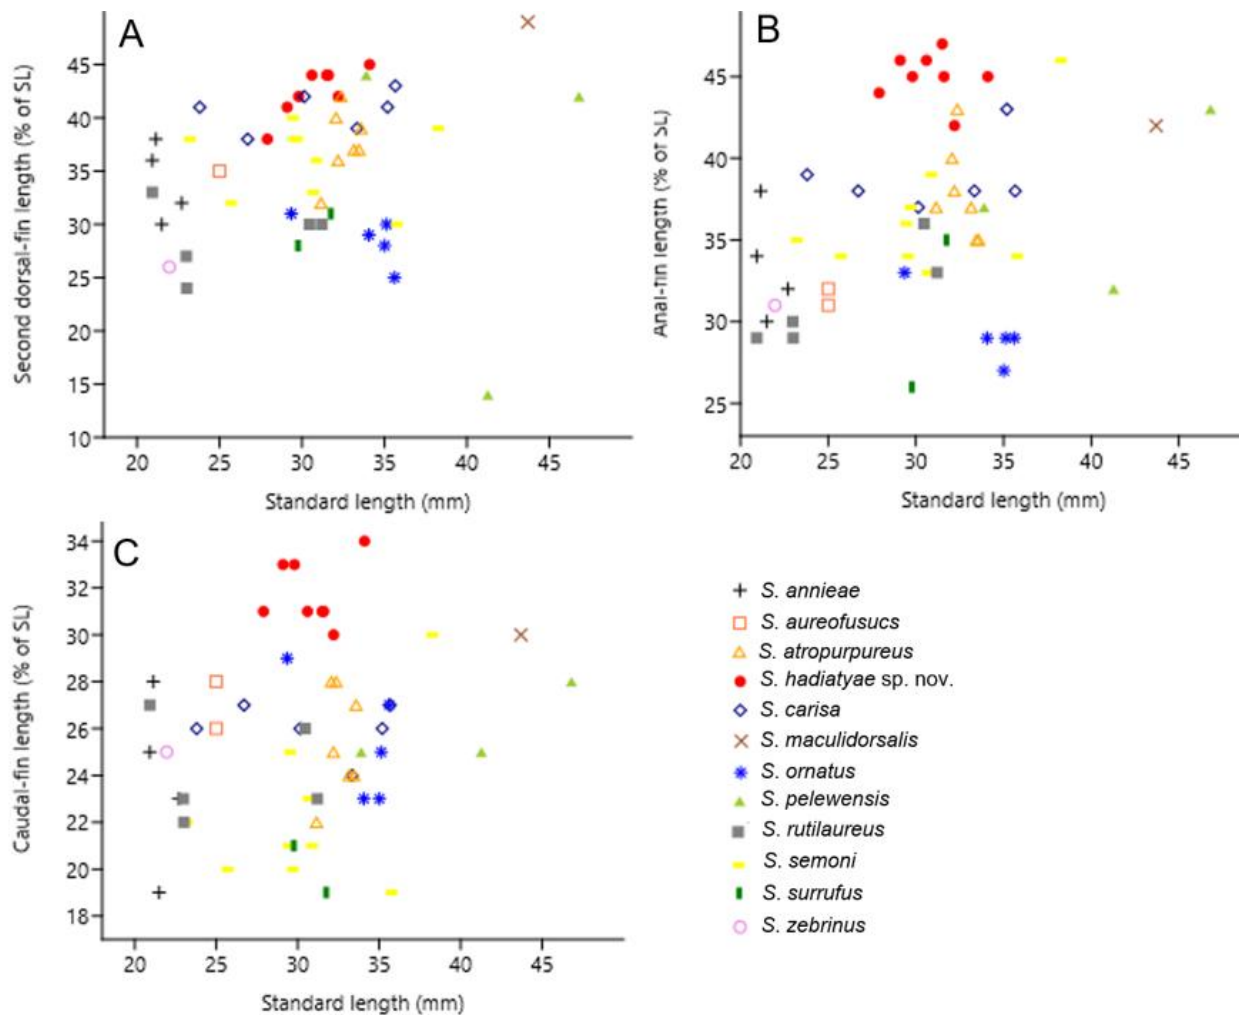 A
Second dorsal-fin length (% of SL)
45
40
35
30
25
20
15
10
20 25 30 35 40 45
Standard length (mm)
B
Anal-fin length (% of SL)
45
40
35
30
25
20 25 30 35 40 45
Standard length (mm)
C
Caudal-fin length (% of SL)
34
32
30
28
26
24
22
20
18
20 25 30 35 40 45
Standard length (mm)
S. annieae
S. aureofusucs
S. atropurpureus
S. hadiatyae sp. nov.
S. carisa
S. maculidorsalis
S. ornatus
S. pelewensis
S. rutilaureus
S. semoni
S. surrufus
S. zebrinus